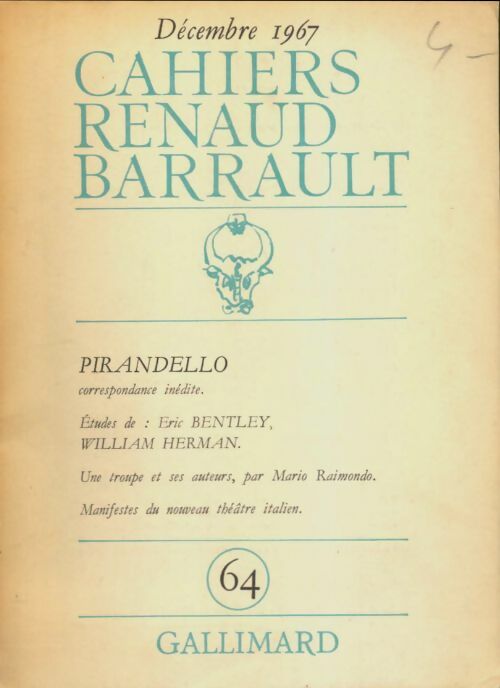 Décembre 1967
4-
CAHIERS
RENAUD
BARRAULT
PIRANDELLO
correspondance inédite.
Études de : Eric BENTLEY,
WILLIAM HERMAN.
Une troupe et ses auteurs, par Mario Raimondo.
Manifestes du nouveau théâtre italien.
64
GALLIMARD